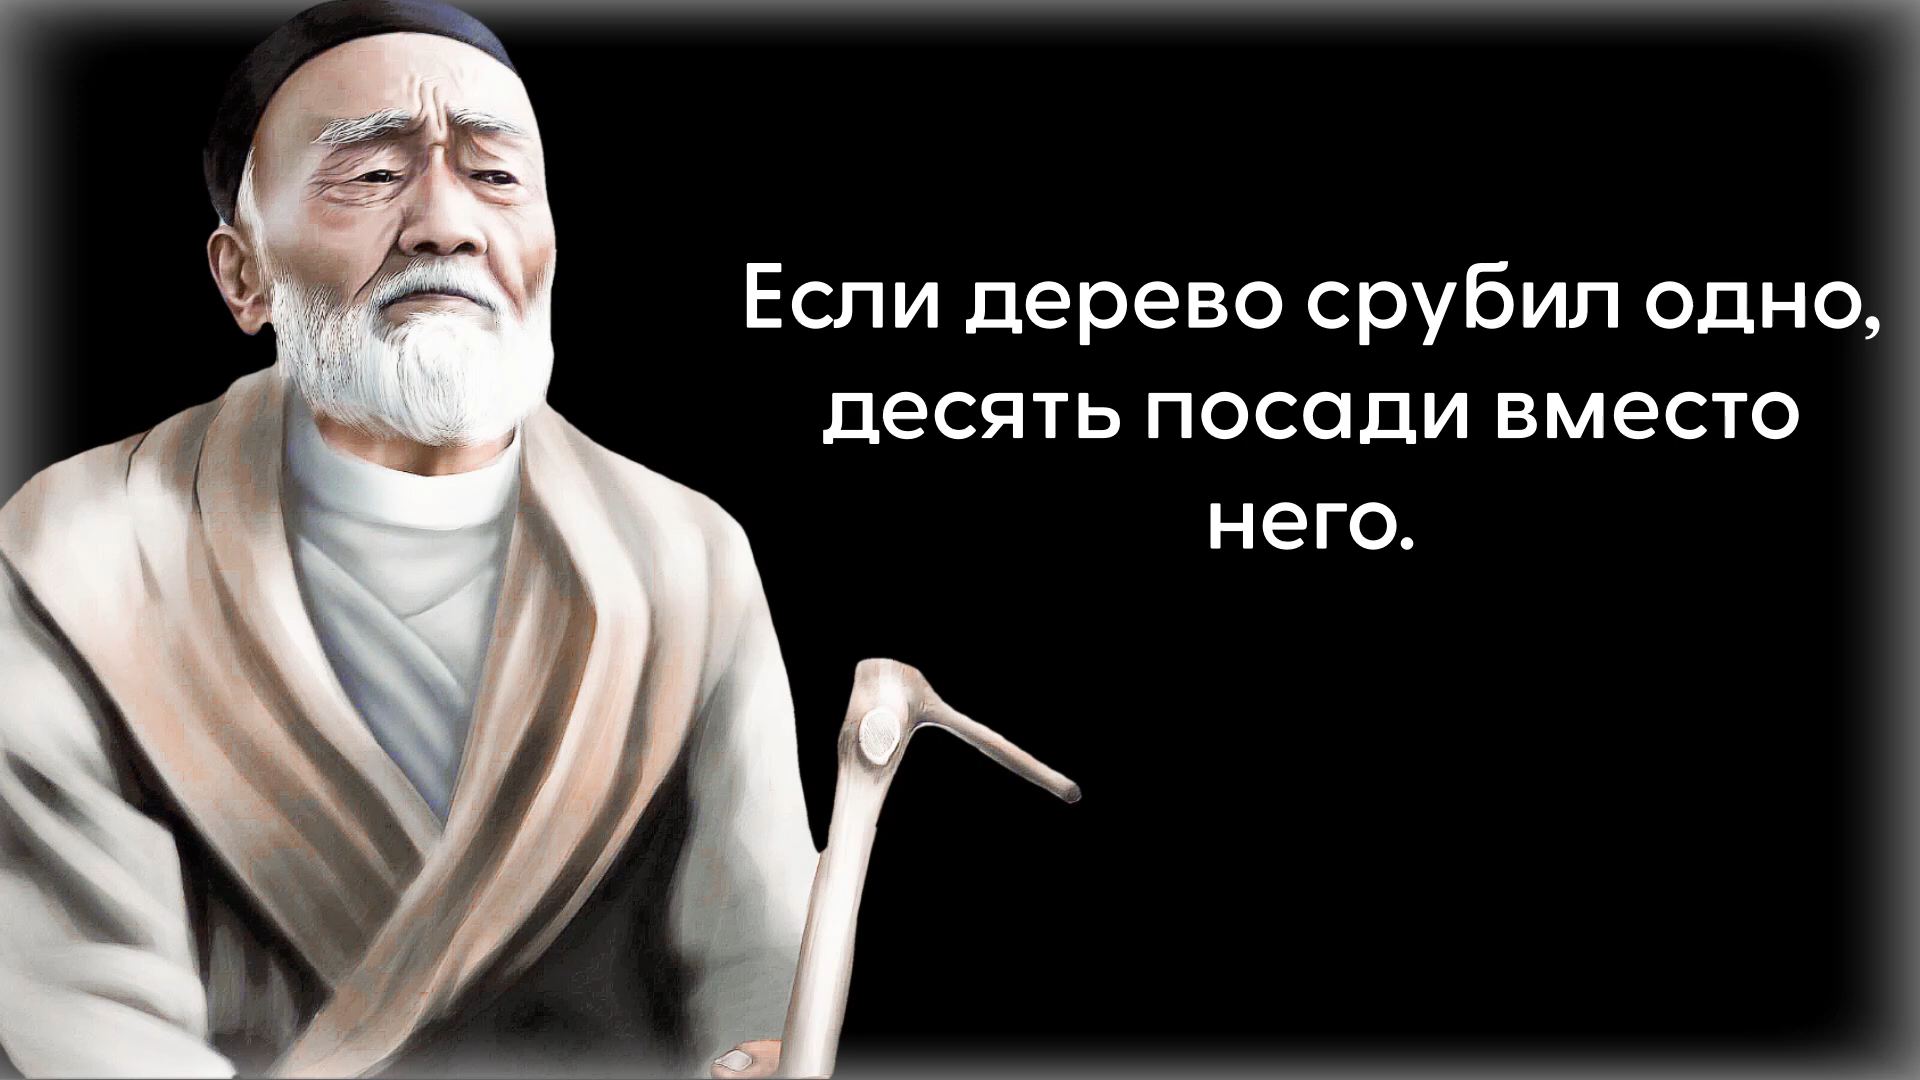 Если дерево срубил одно,
десять посади вместо
него.